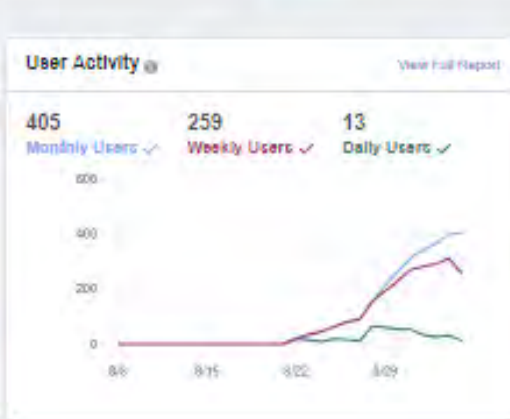 User Activity
View Full Report
405 259 13
Monthly Users Weekly Users Daily Users
600
400
200
0
8/8 8/15 8/22 8/29